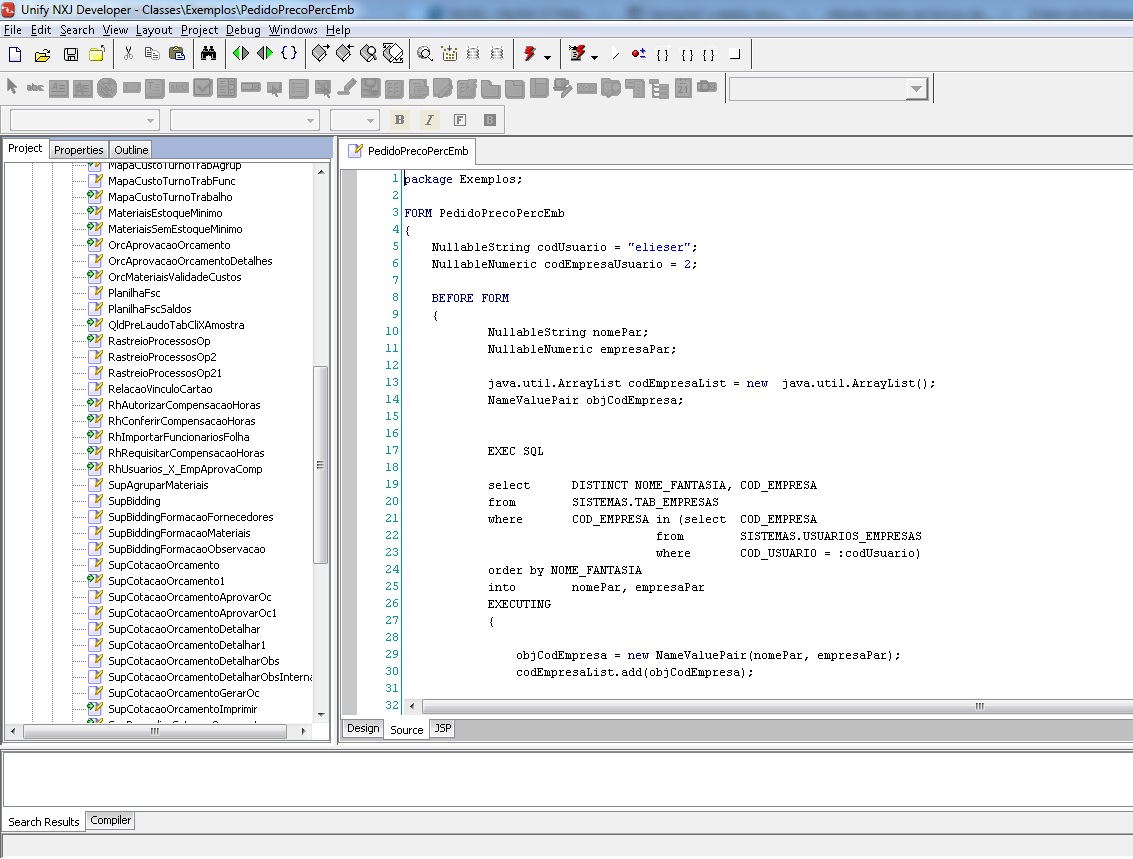 Unify NXJ Developer - Classes\Exemplos\PedidoPrecoPercEmb
File Edit Search View Layout Project Debug Windows Help
abc
B I F B
Project Properties Outline
MapaCustoTurnoTrabAgrup
MapaCustoTurnoTrabFunc
MapaCustoTurnoTrabalho
MateriaisEstoqueMinimo
MateriaisSemEstoqueMinimo
OrcAprovacaoOrcamento
OrcAprovacaoOrcamentoDetalhes
OrcMateriaisValidadeCustos
PlanilhaFsc
PlanilhaFscSaldos
QldPreLaudoTabCliXAmostra
RastreioProcessosOp
RastreioProcessosOp2
RastreioProcessosOp21
RelacaoVinculoCartao
RhAutorizarCompensacaoHoras
RhConferirCompensacaoHoras
RhImportarFuncionariosFolha
RhRequisitarCompensacaoHoras
RhUsuarios_X_EmpAprovaComp
SupAgruparMateriais
SupBidding
SupBiddingFormacaoFornecedores
SupBiddingFormacaoMateriais
SupBiddingFormacaoObservacao
SupCotacaoOrcamento
SupCotacaoOrcamento1
SupCotacaoOrcamentoAprovarOc
SupCotacaoOrcamentoAprovarOc1
SupCotacaoOrcamentoDetalhar
SupCotacaoOrcamentoDetalhar1
SupCotacaoOrcamentoDetalharObs
SupCotacaoOrcamentoDetalharObsInterna
SupCotacaoOrcamentoGerarOc
SupCotacaoOrcamentoImprimir
PedidoPrecoPercEmb
1 package Exemplos;
2
3 FORM PedidoPrecoPercEmb
4 {
5 NullableString codUsuario = "elieser";
6 NullableNumeric codEmpresaUsuario = 2;
7
8 BEFORE FORM
9 {
10 NullableString nomePar;
11 NullableNumeric empresaPar;
12
13 java.util.ArrayList codEmpresaList = new java.util.ArrayList();
14 NameValuePair objCodEmpresa;
15
16
17 EXEC SQL
18
19 select DISTINCT NOME_FANTASIA, COD_EMPRESA
20 from SISTEMAS.TAB_EMPRESAS
21 where COD_EMPRESA in (select COD_EMPRESA
22 from SISTEMAS.USUARIOS_EMPRESAS
23 where COD_USUARIO = :codUsuario)
24 order by NOME_FANTASIA
25 into nomePar, empresaPar
26 EXECUTING
27 {
28
29 objCodEmpresa = new NameValuePair(nomePar, empresaPar);
30 codEmpresaList.add(objCodEmpresa);
31
32
Design Source JSP
Search Results Compiler